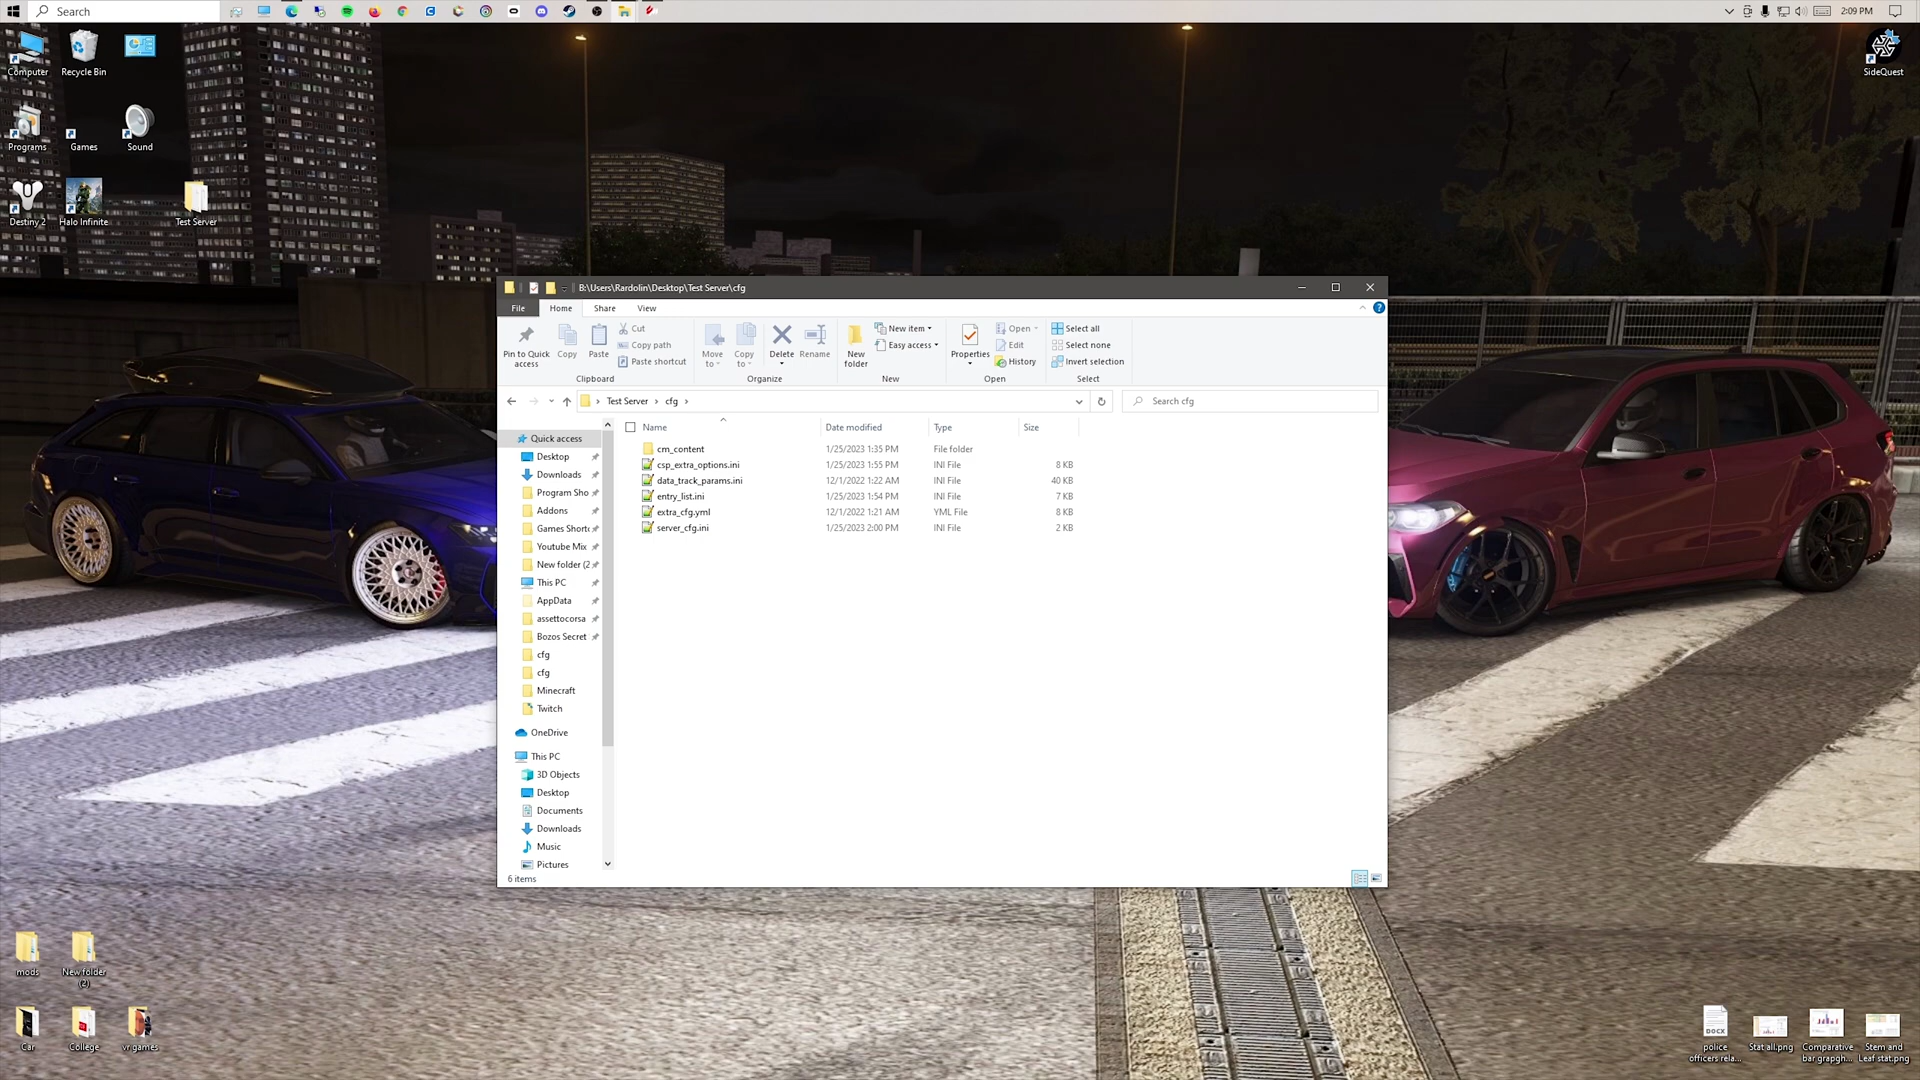 Search
2:09 PM
Computer
Recycle Bin
SideQuest
Programs
Games
Sound
Destiny 2
Halo Infinite
Test Server
B:\Users\Rardolin\Desktop\Test Server\cfg
File
Home
Share
View
Pin to Quick access
Copy
Paste
Cut
Copy path
Paste shortcut
Clipboard
Move to
Copy to
Delete
Rename
Organize
New folder
New item
Easy access
New
Properties
Open
Edit
History
Open
Select all
Select none
Invert selection
Select
Test Server
cfg
Search cfg
Name
Date modified
Type
Size
cm_content 1/25/2023 1:35 PM File folder
csp_extra_options.ini 1/25/2023 1:55 PM INI File 8 KB
data_track_params.ini 12/1/2022 1:22 AM INI File 40 KB
entry_list.ini 1/25/2023 1:54 PM INI File 7 KB
extra_cfg.yml 12/1/2022 1:21 AM YML File 8 KB
server_cfg.ini 1/25/2023 2:00 PM INI File 2 KB
Quick access
Desktop
Downloads
Program Sho
Addons
Games Short
Youtube Mix
New folder (2
This PC
AppData
assettocorsa
Bozos Secret
cfg
cfg
Minecraft
Twitch
OneDrive
This PC
3D Objects
Desktop
Documents
Downloads
Music
Pictures
6 items
mods
New folder (2)
Car
College
vr games
DOCX
police officers rela...
Stat all.png
Comparative bar grapgh...
Stem and Leaf stat.png